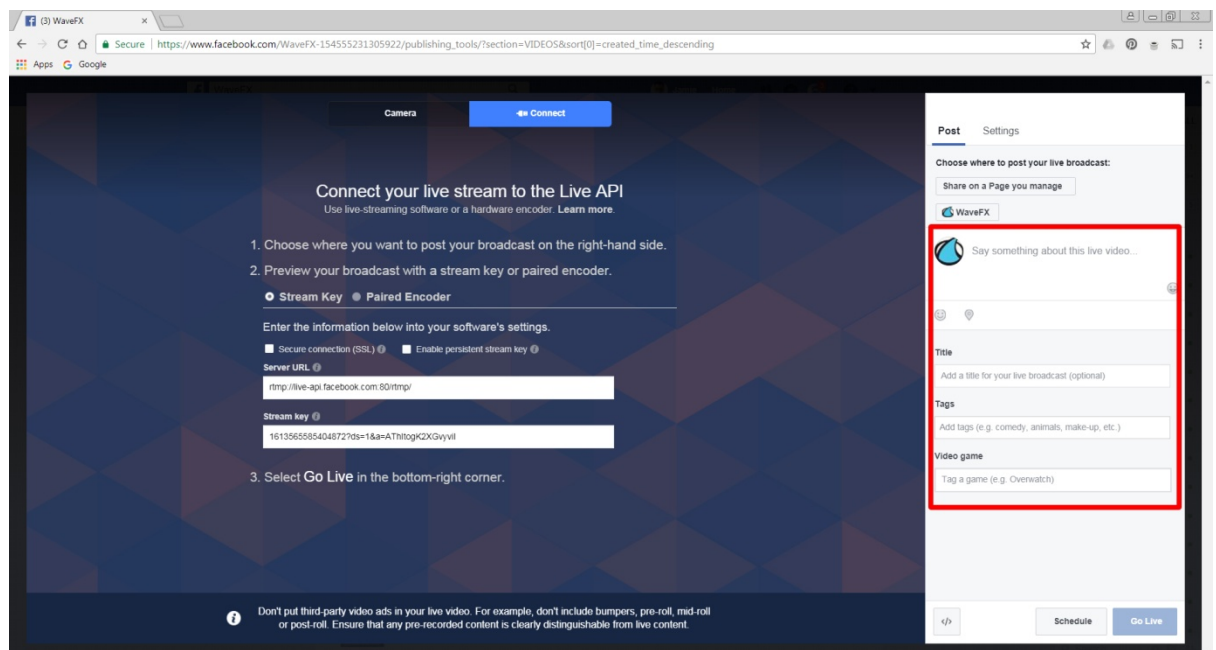 (3) WaveFX
Secure | https://www.facebook.com/WaveFX-154555231305922/publishing_tools/?section=VIDEOS&sort[0]=created_time_descending
Apps Google
Camera
Connect
Connect your live stream to the Live API
Use live-streaming software or a hardware encoder. Learn more.
1. Choose where you want to post your broadcast on the right-hand side.
2. Preview your broadcast with a stream key or paired encoder.
Stream Key Paired Encoder
Enter the information below into your software's settings.
Secure connection (SSL) Enable persistent stream key
Server URL
rtmp://live-api.facebook.com:80/rtmp/
Stream key
3. Select Go Live in the bottom-right corner.
Don't put third-party video ads in your live video. For example, don't include bumpers, pre-roll, mid-roll
or post-roll. Ensure that any pre-recorded content is clearly distinguishable from live content.
Post Settings
Choose where to post your live broadcast:
Share on a Page you manage
WaveFX
Say something about this live video...
Title
Add a title for your live broadcast (optional)
Tags
Add tags (e.g. comedy, animals, make-up, etc.)
Video game
Tag a game (e.g. Overwatch)
</> Schedule Go Live